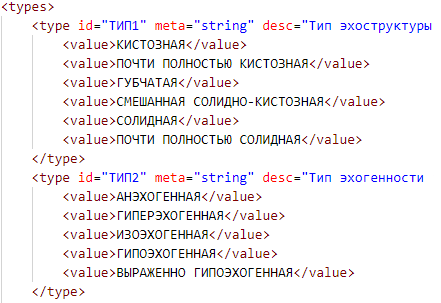 <types>
<type id="ТИП1" meta="string" desc="Тип эхоструктуры
<value>КИСТОЗНАЯ</value>
<value>ПОЧТИ ПОЛНОСТЬЮ КИСТОЗНАЯ</value>
<value>ГУБЧАТАЯ</value>
<value>СМЕШАННАЯ СОЛИДНО-КИСТОЗНАЯ</value>
<value>СОЛИДНАЯ</value>
<value>ПОЧТИ ПОЛНОСТЬЮ СОЛИДНАЯ</value>
</type>
<type id="ТИП2" meta="string" desc="Тип эхогенности
<value>АНЭХОГЕННАЯ</value>
<value>ГИПЕРЭХОГЕННАЯ</value>
<value>ИЗОЭХОГЕННАЯ</value>
<value>ГИПОЭХОГЕННАЯ</value>
<value>ВЫРАЖЕННО ГИПОЭХОГЕННАЯ</value>
</type>